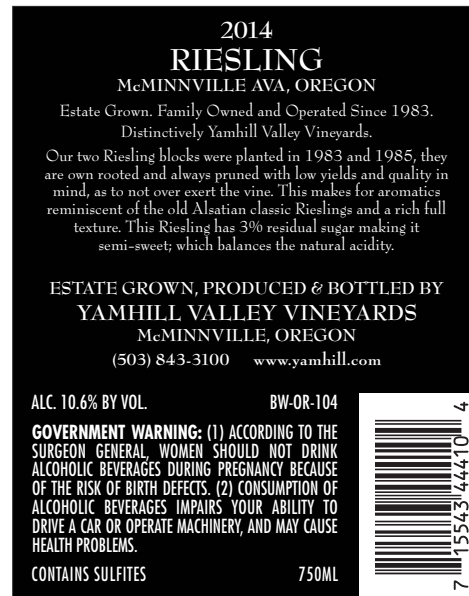 2014
RIESLING
McMINNVILLE AVA, OREGON
Estate Grown. Family Owned and Operated Since 1983.
Distinctively Yamhill Valley Vineyards.
Our two Riesling blocks were planted in 1983 and 1985, they
are own rooted and always pruned with low yields and quality in
mind, as to not over exert the vine. This makes for aromatics
reminiscent of the old Alsatian classic Rieslings and a rich full
texture. This Riesling has 3% residual sugar making it
semi-sweet; which balances the natural acidity.
ESTATE GROWN, PRODUCED & BOTTLED BY
YAMHILL VALLEY VINEYARDS
McMINNVILLE, OREGON
(503) 843-3100 www.yamhill.com
ALC. 10.6% BY VOL. BW-OR-104
GOVERNMENT WARNING: (1) ACCORDING TO THE
SURGEON GENERAL, WOMEN SHOULD NOT DRINK
ALCOHOLIC BEVERAGES DURING PREGNANCY BECAUSE
OF THE RISK OF BIRTH DEFECTS. (2) CONSUMPTION OF
ALCOHOLIC BEVERAGES IMPAIRS YOUR ABILITY TO
DRIVE A CAR OR OPERATE MACHINERY, AND MAY CAUSE
HEALTH PROBLEMS.
CONTAINS SULFITES 750ML
7 15543 44410 4